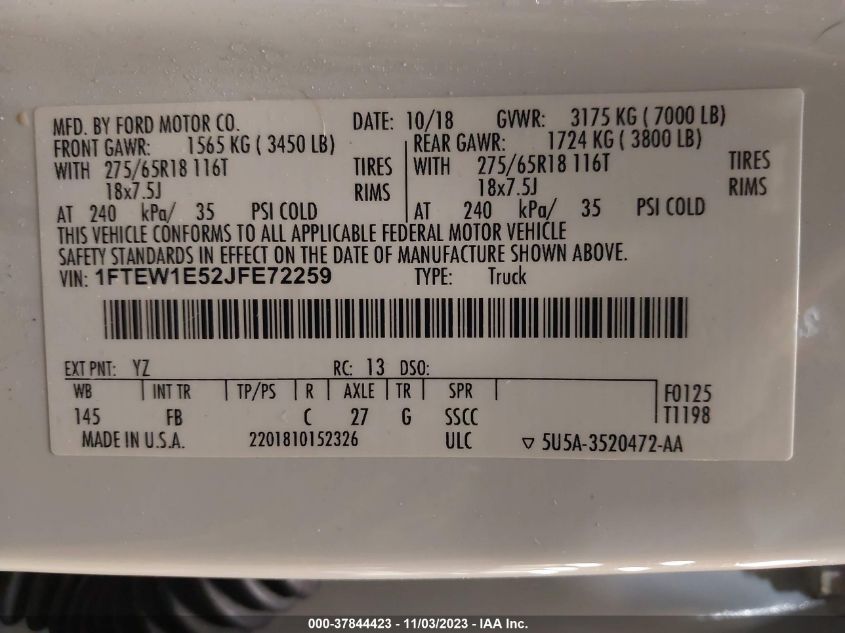 MFD. BY FORD MOTOR CO. DATE: 10/18 GVWR: 3175 KG ( 7000 LB)
FRONT GAWR: 1565 KG ( 3450 LB) REAR GAWR: 1724 KG ( 3800 LB)
WITH 275/65R18 116T TIRES WITH 275/65R18 116T TIRES
18x7.5J RIMS 18x7.5J RIMS
AT 240 kPa/ 35 PSI COLD AT 240 kPa/ 35 PSI COLD
THIS VEHICLE CONFORMS TO ALL APPLICABLE FEDERAL MOTOR VEHICLE
SAFETY STANDARDS IN EFFECT ON THE DATE OF MANUFACTURE SHOWN ABOVE.
VIN: 1FTEW1E52JFE72259 TYPE: Truck
EXT PNT: YZ RC: 13 DSO:
WB INT TR TP/PS R AXLE TR SPR F0125
145 FB C 27 G SSCC T1198
MADE IN U.S.A. 2201810152326 ULC ▽ 5U5A-3520472-AA
000-37844423 - 11/03/2023 - IAA Inc.